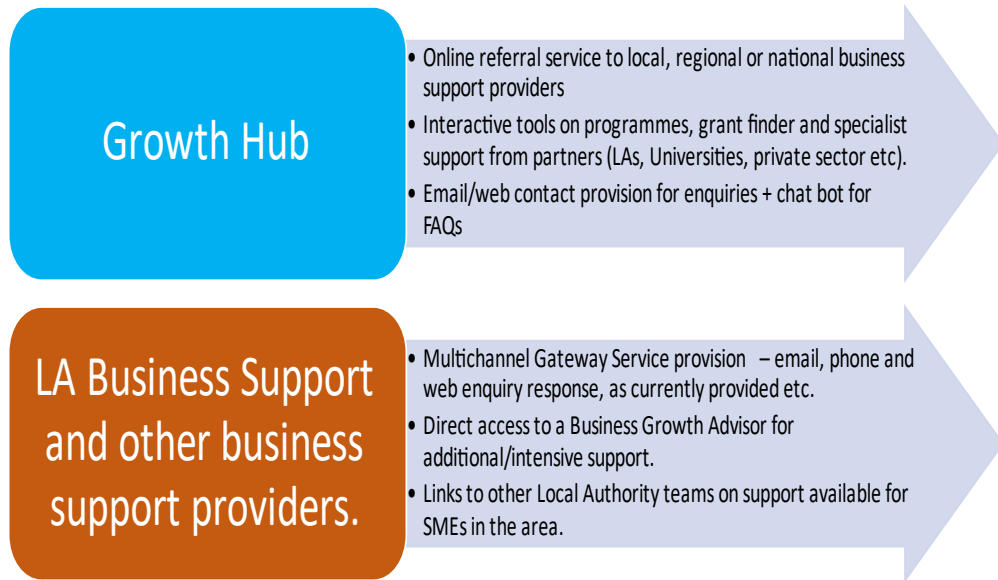 Growth Hub
• Online referral service to local, regional or national business
support providers
• Interactive tools on programmes, grant finder and specialist
support from partners (LAs, Universities, private sector etc).
• Email/web contact provision for enquiries + chat bot for
FAQs
LA Business Support
and other business
support providers.
• Multichannel Gateway Service provision – email, phone and
web enquiry response, as currently provided etc.
• Direct access to a Business Growth Advisor for
additional/intensive support.
• Links to other Local Authority teams on support available for
SMEs in the area.